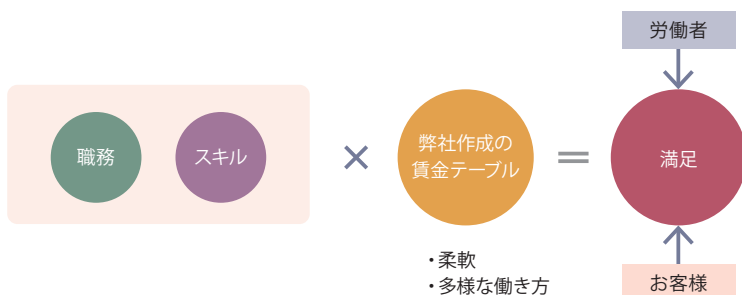 労働者
職務
スキル
×
弊社作成の
賃金テーブル
=
満足
・柔軟
・多様な働き方
お客様